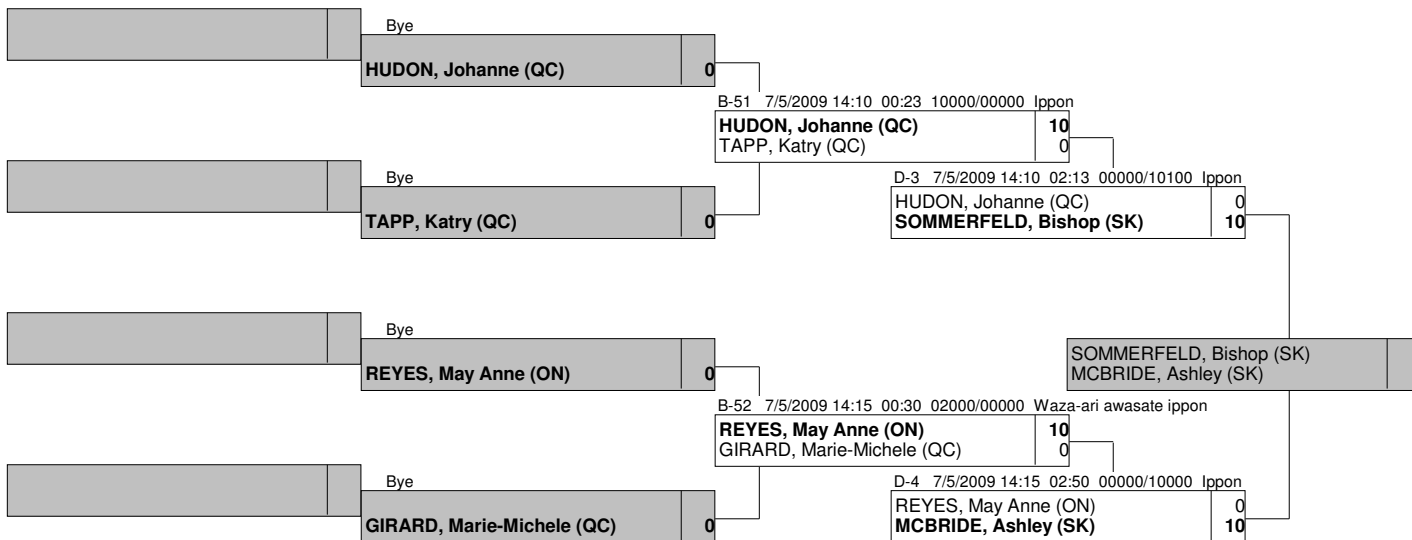 Bye
HUDON, Johanne (QC) 0
B-51 7/5/2009 14:10 00:23 10000/00000 Ippon
HUDON, Johanne (QC) 10
TAPP, Katry (QC) 0
Bye
TAPP, Katry (QC) 0
D-3 7/5/2009 14:10 02:13 00000/10100 Ippon
HUDON, Johanne (QC) 0
SOMMERFELD, Bishop (SK) 10
Bye
REYES, May Anne (ON) 0
SOMMERFELD, Bishop (SK)
MCBRIDE, Ashley (SK)
B-52 7/5/2009 14:15 00:30 02000/00000 Waza-ari awasate ippon
REYES, May Anne (ON) 10
GIRARD, Marie-Michele (QC) 0
Bye
GIRARD, Marie-Michele (QC) 0
D-4 7/5/2009 14:15 02:50 00000/10000 Ippon
REYES, May Anne (ON) 0
MCBRIDE, Ashley (SK) 10